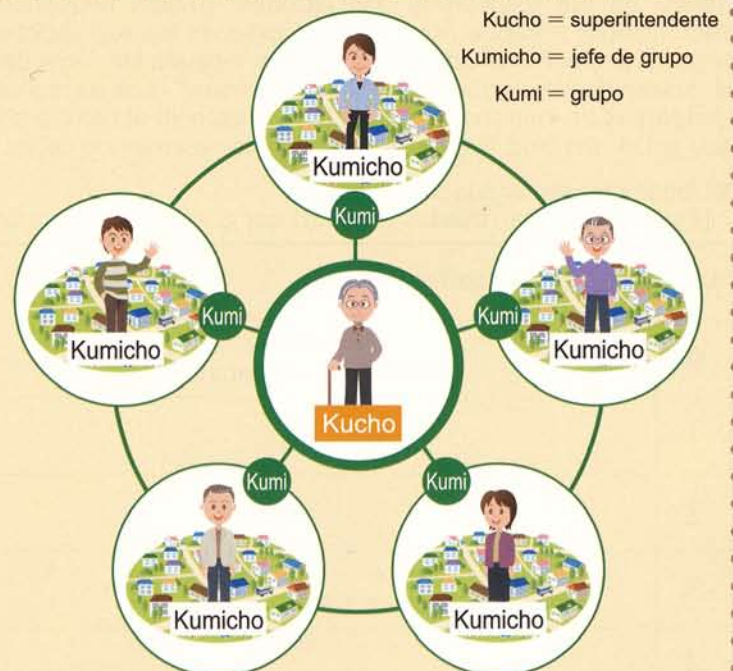 Kucho = superintendente
Kumicho = jefe de grupo
Kumi = grupo
Kumicho
Kumi
Kumicho
Kumi
Kumi
Kumicho
Kucho
Kumi
Kumi
Kumicho
Kumicho